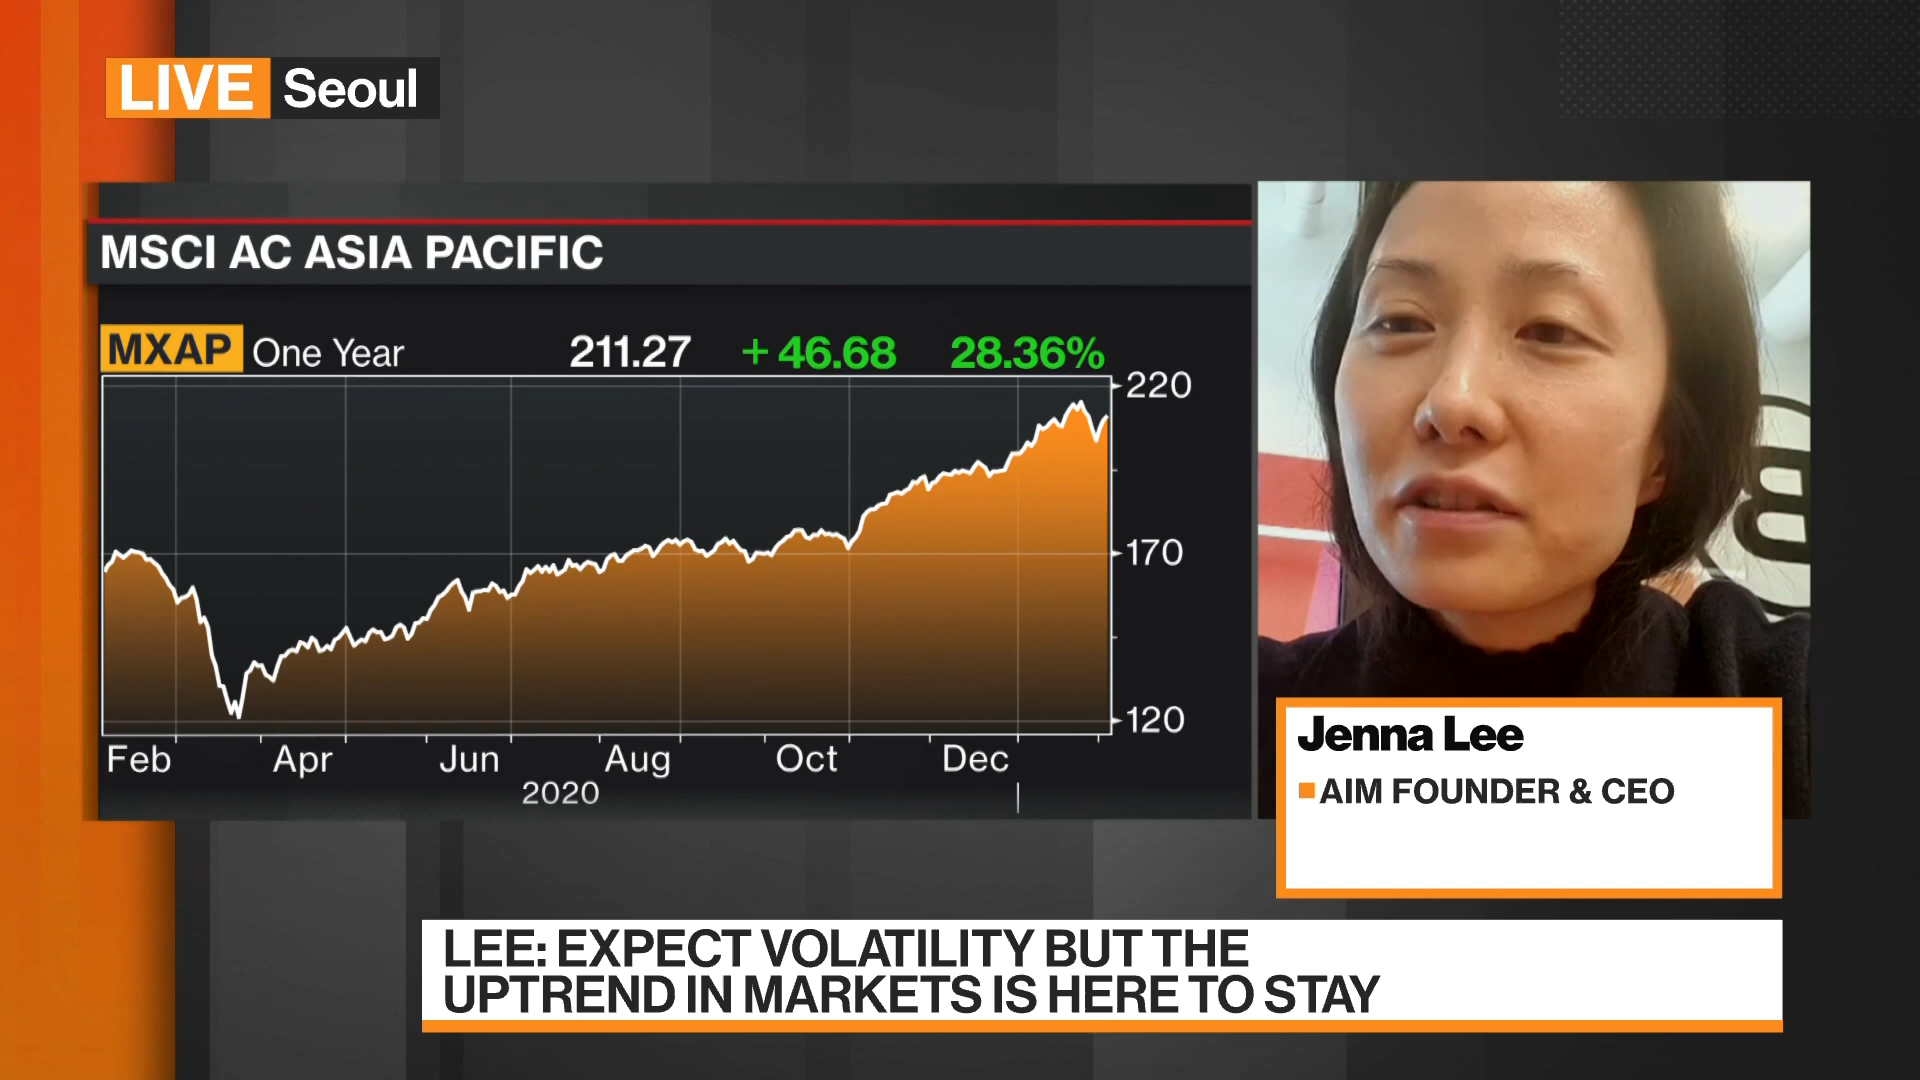 LIVE Seoul
MSCI AC ASIA PACIFIC
MXAP One Year 211.27 + 46.68 28.36%
220
170
120
Feb Apr Jun Aug Oct Dec
2020
Jenna Lee
AIM FOUNDER & CEO
LEE: EXPECT VOLATILITY BUT THE
UPTREND IN MARKETS IS HERE TO STAY